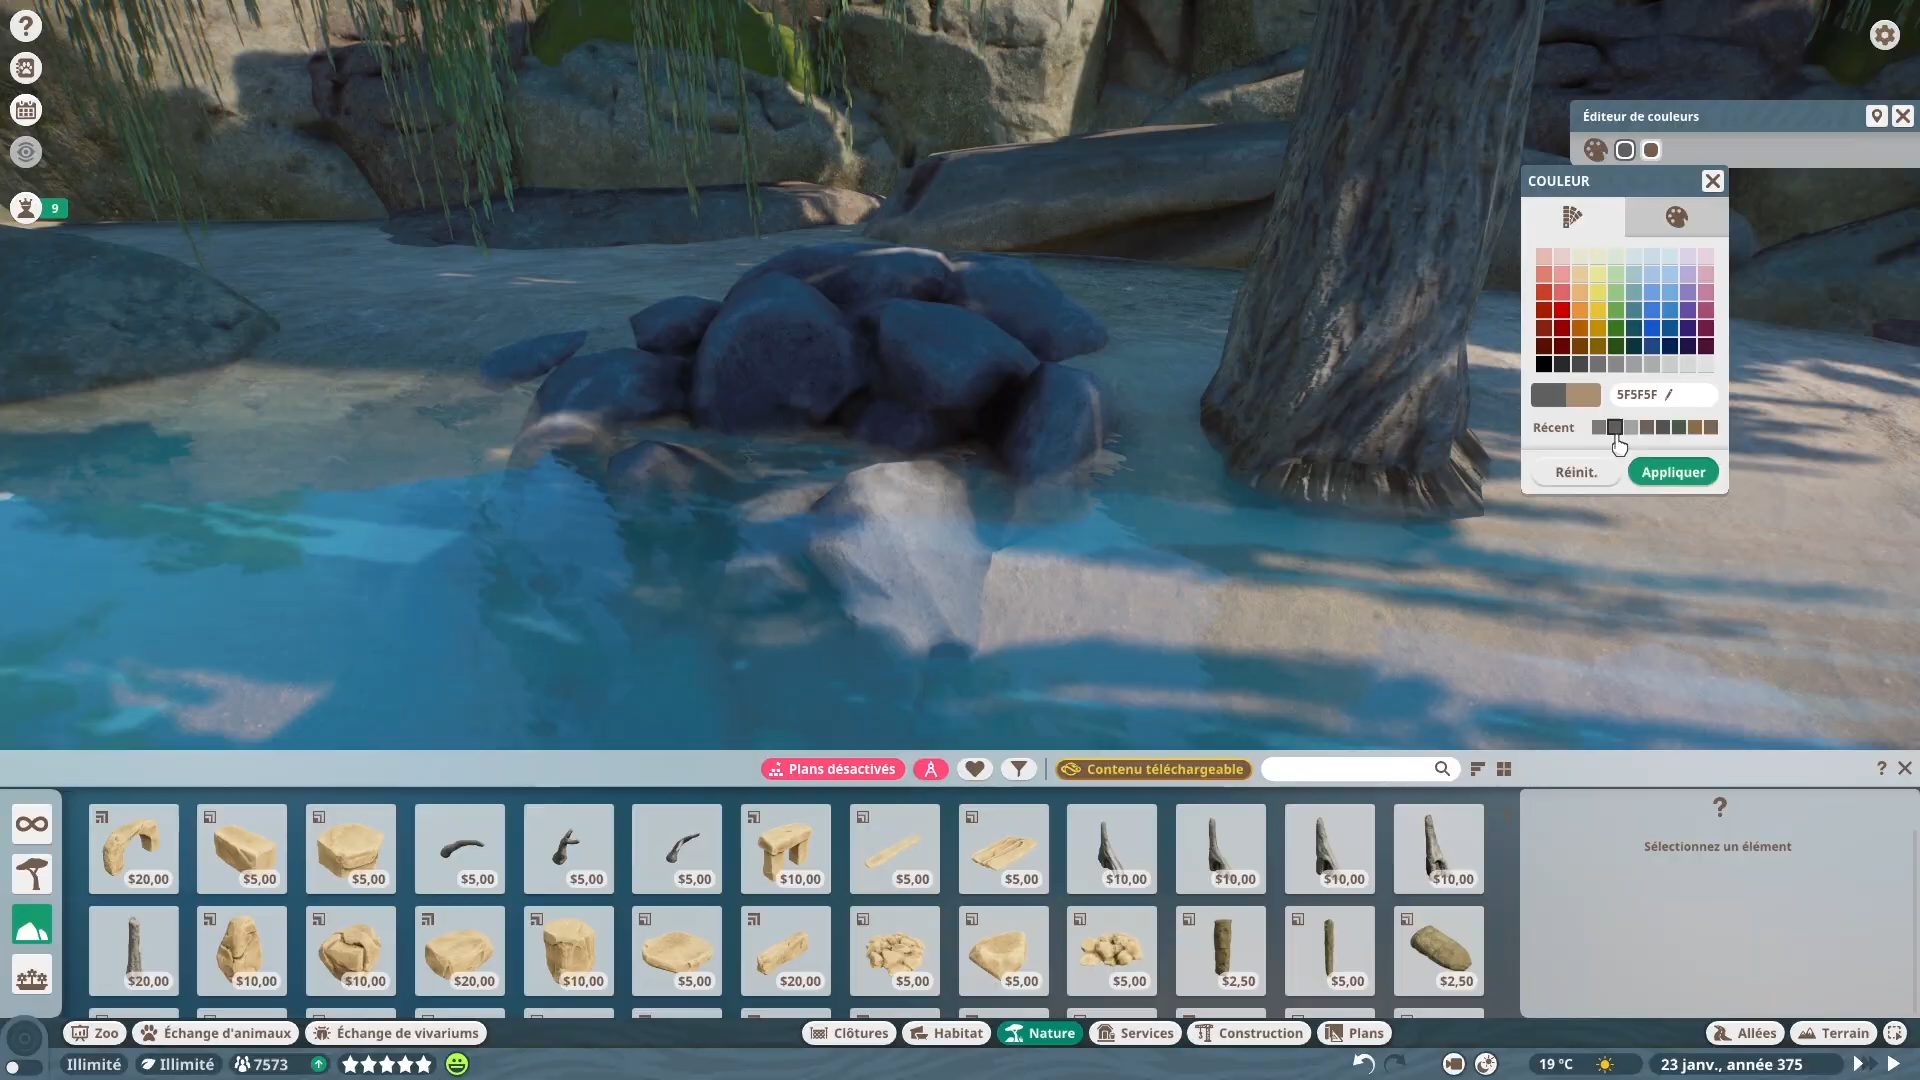 ?
9
Éditeur de couleurs
COULEUR
5F5F5F
Récent
Réinit.
Appliquer
Plans désactivés
Contenu téléchargeable
?
$20,00
$5,00
$5,00
$5,00
$5,00
$5,00
$10,00
$5,00
$5,00
$10,00
$10,00
$10,00
$10,00
?
Sélectionnez un élément
$20,00
$10,00
$10,00
$20,00
$10,00
$5,00
$20,00
$5,00
$5,00
$5,00
$2,50
$5,00
$2,50
Zoo
Échange d'animaux
Échange de vivariums
Clôtures
Habitat
Nature
Services
Construction
Plans
Allées
Terrain
Illimité
Illimité
7573
19 °C
23 janv., année 375